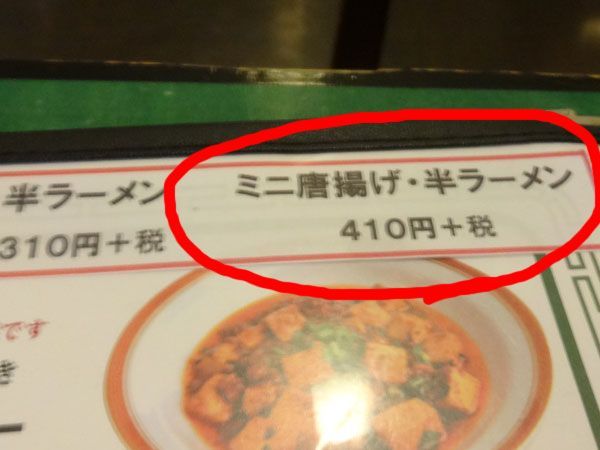 半ラーメン
310円+税
ミニ唐揚げ・半ラーメン
410円+税
です
き